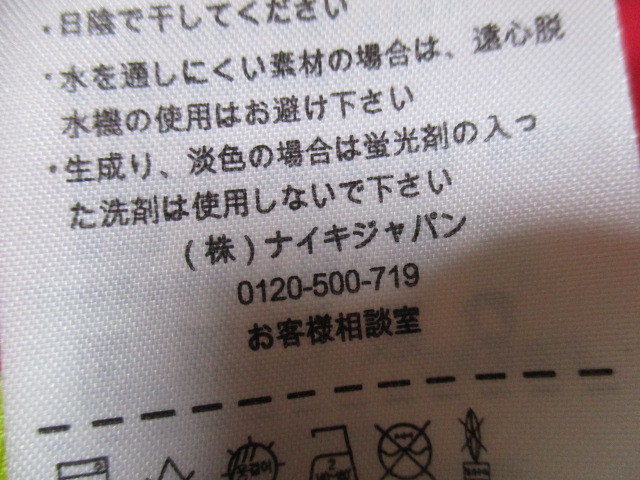 ・日陰で干してください
・水を通しにくい素材の場合は、遠心脱
水機の使用はお避け下さい
・生成り、淡色の場合は蛍光剤の入っ
た洗剤は使用しないで下さい
(株)ナイキジャパン
0120-500-719
お客様相談室
옷걸이
2